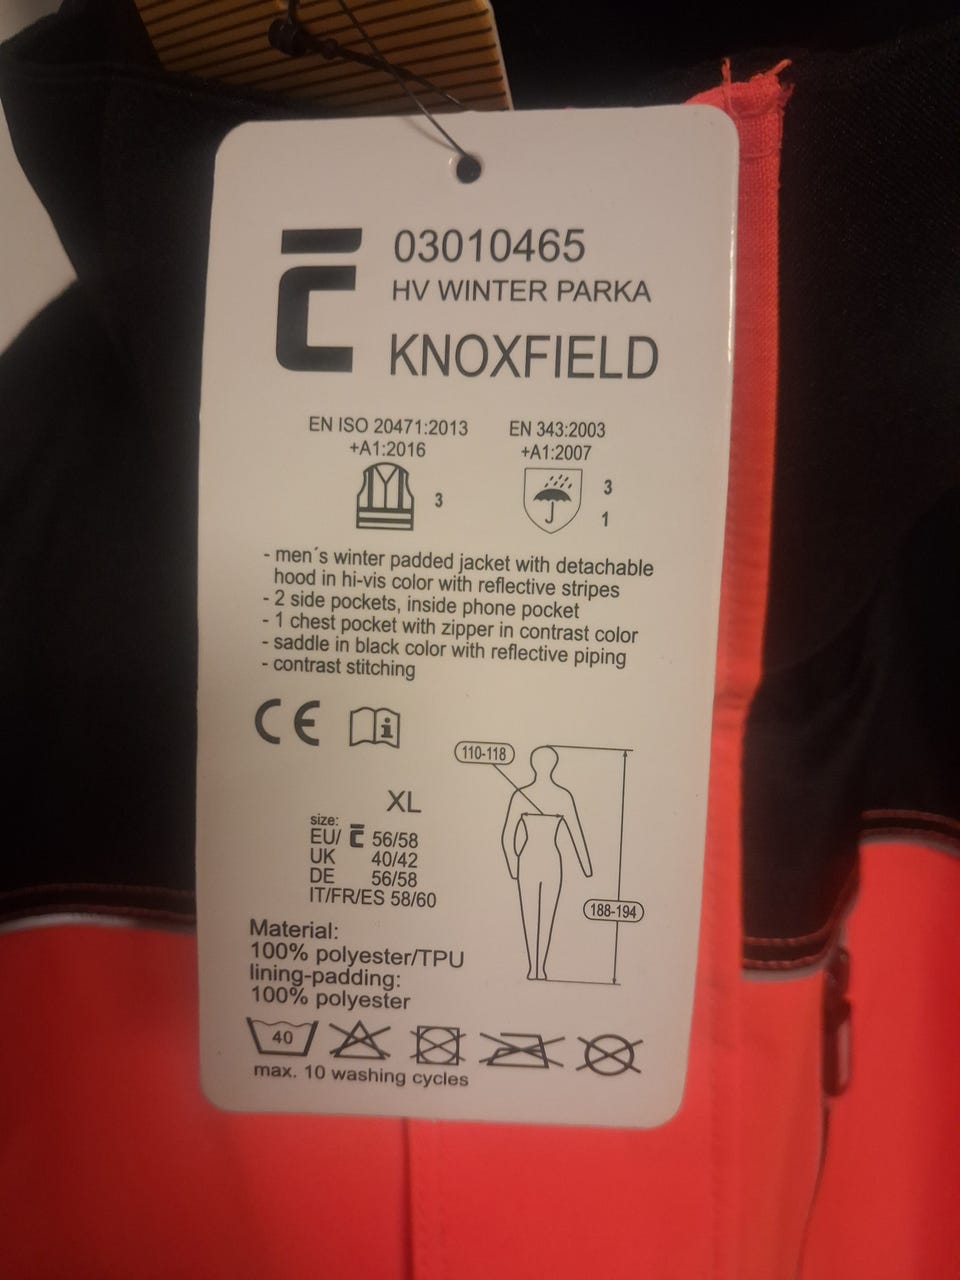 03010465
HV WINTER PARKA
KNOXFIELD
EN ISO 20471:2013
+A1:2016
3
EN 343:2003
+A1:2007
3
1
- men´s winter padded jacket with detachable
hood in hi-vis color with reflective stripes
- 2 side pockets, inside phone pocket
- 1 chest pocket with zipper in contrast color
- saddle in black color with reflective piping
- contrast stitching
CE
i
110-118
188-194
XL
size:
EU/ C 56/58
UK 40/42
DE 56/58
IT/FR/ES 58/60
Material:
100% polyester/TPU
lining-padding:
100% polyester
40
max. 10 washing cycles